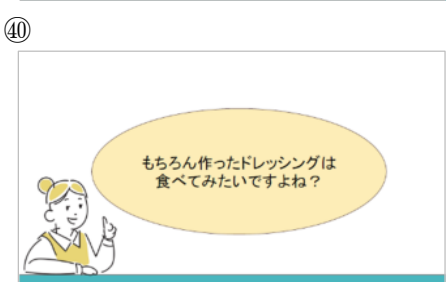 ㊵
もちろん作ったドレッシングは
食べてみたいですよね？